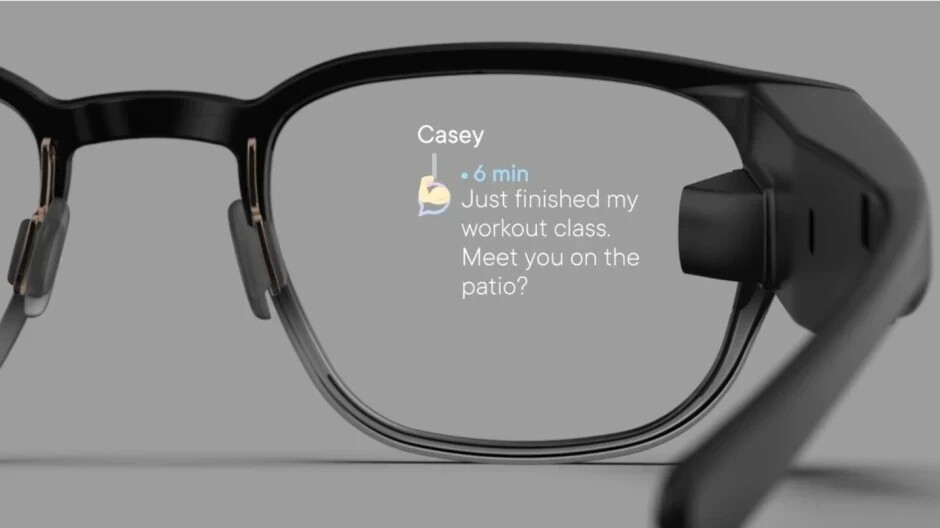 Casey
• 6 min
Just finished my
workout class.
Meet you on the
patio?